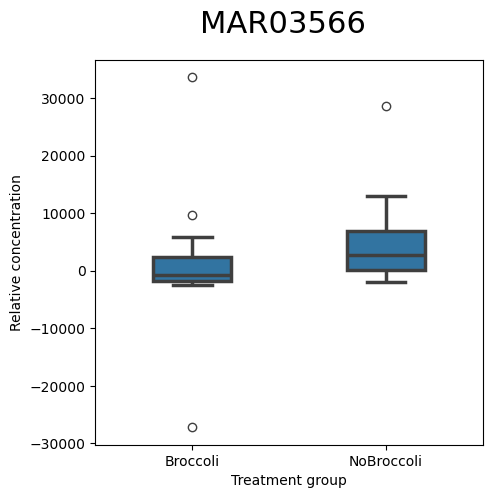 MAR03566
30000
20000
10000
0
−10000
−20000
−30000
Relative concentration
Broccoli
NoBroccoli
Treatment group